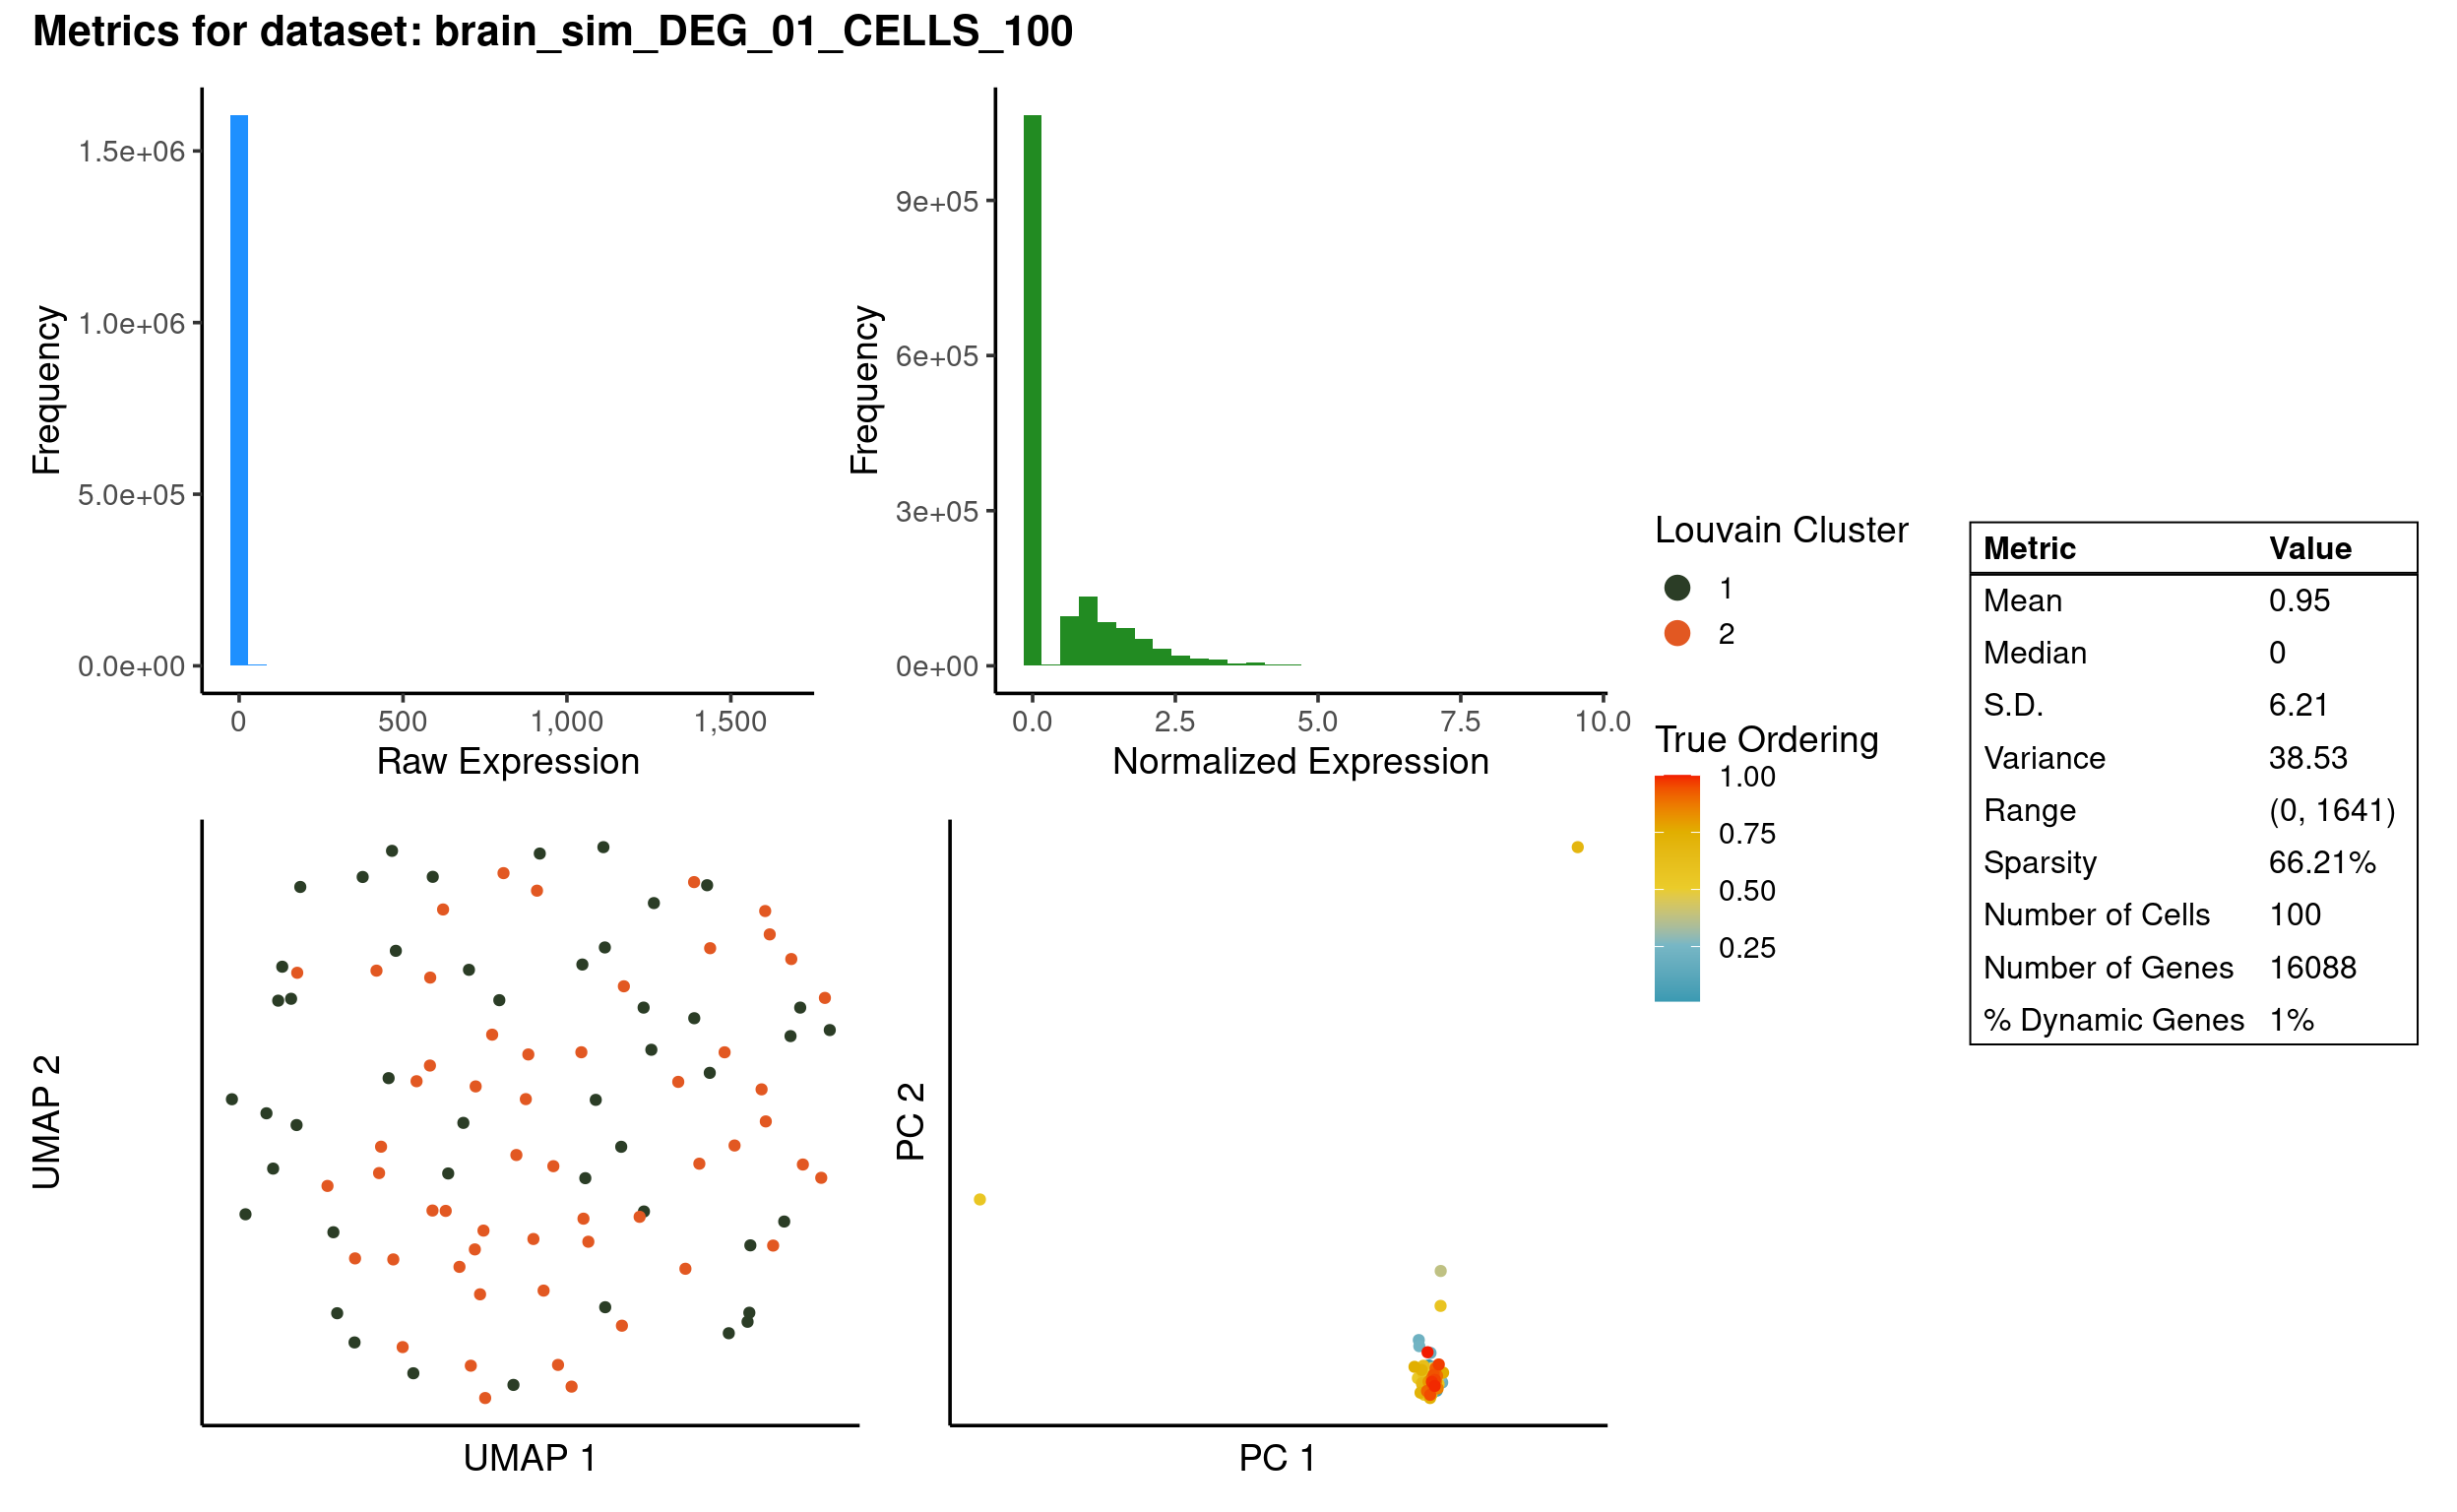 Metrics for dataset: brain_sim_DEG_01_CELLS_100
Frequency
1.5e+06
1.0e+06
5.0e+05
0.0e+00
0 500 1,000 1,500
Raw Expression
Frequency
9e+05
6e+05
3e+05
0e+00
0.0 2.5 5.0 7.5 10.0
Normalized Expression
UMAP 2
UMAP 1
PC 2
PC 1
Louvain Cluster
1
2
True Ordering
1.00
0.75
0.50
0.25
Metric Value
Mean 0.95
Median 0
S.D. 6.21
Variance 38.53
Range (0, 1641)
Sparsity 66.21%
Number of Cells 100
Number of Genes 16088
% Dynamic Genes 1%